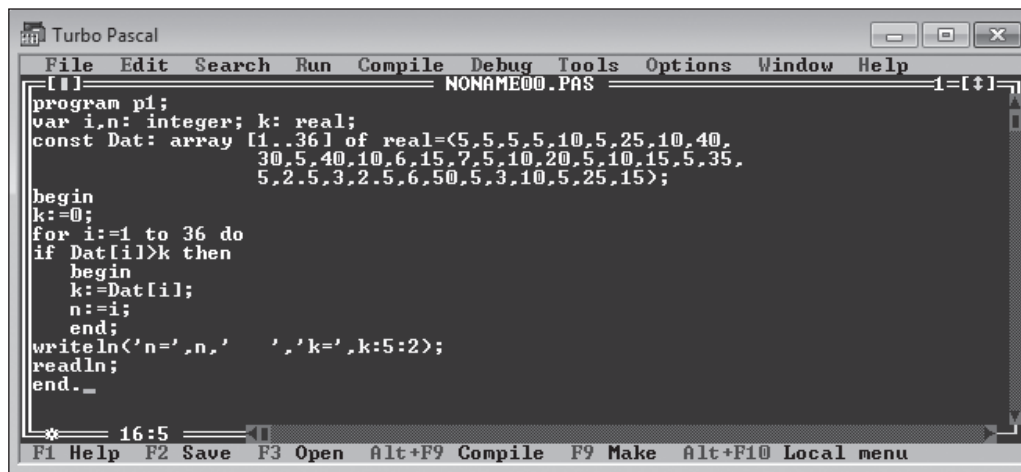 Turbo Pascal
File Edit Search Run Compile Debug Tools Options Window Help
NONAME00.PAS 1=[↕]
program p1;
var i,n: integer; k: real;
const Dat: array [1..36] of real=(5,5,5,5,10,5,25,10,40,
30,5,40,10,6,15,7,5,10,20,5,10,15,5,35,
5,2.5,3,2.5,6,50,5,3,10,5,25,15);
begin
k:=0;
for i:=1 to 36 do
if Dat[i]>k then
begin
k:=Dat[i];
n:=i;
end;
writeln('n=',n,'   ','k=',k:5:2);
readln;
end.
16:5
F1 Help F2 Save F3 Open Alt+F9 Compile F9 Make Alt+F10 Local menu